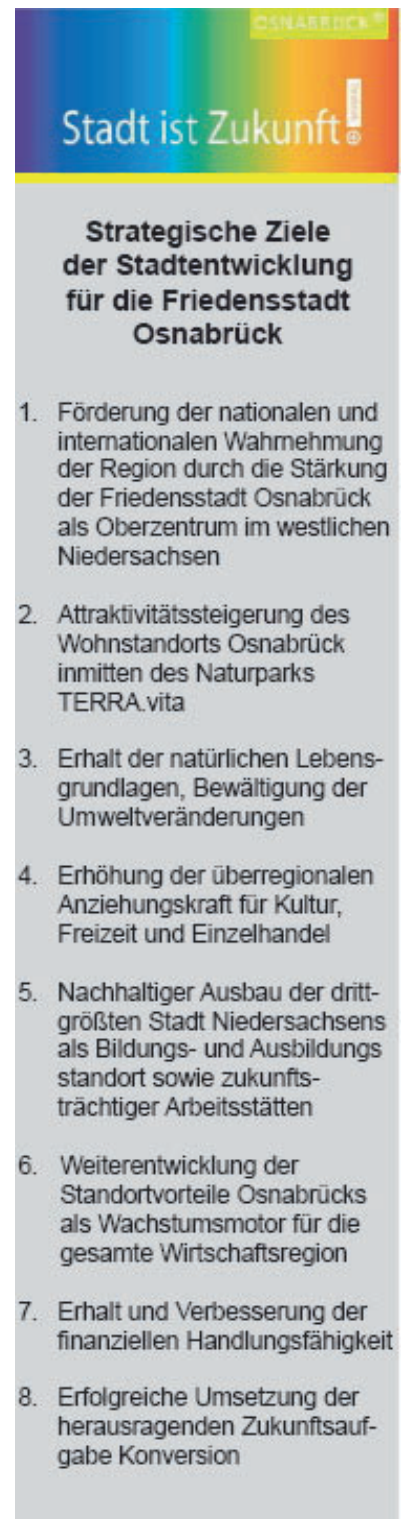 OSNABRÜCK®
Stadt ist Zukunft!
Strategische Ziele
der Stadtentwicklung
für die Friedensstadt
Osnabrück
1. Förderung der nationalen und
internationalen Wahrnehmung
der Region durch die Stärkung
der Friedensstadt Osnabrück
als Oberzentrum im westlichen
Niedersachsen
2. Attraktivitätssteigerung des
Wohnstandorts Osnabrück
inmitten des Naturparks
TERRA.vita
3. Erhalt der natürlichen Lebens-
grundlagen, Bewältigung der
Umweltveränderungen
4. Erhöhung der überregionalen
Anziehungskraft für Kultur,
Freizeit und Einzelhandel
5. Nachhaltiger Ausbau der dritt-
größten Stadt Niedersachsens
als Bildungs- und Ausbildungs
standort sowie zukunfts-
trächtiger Arbeitsstätten
6. Weiterentwicklung der
Standortvorteile Osnabrücks
als Wachstumsmotor für die
gesamte Wirtschaftsregion
7. Erhalt und Verbesserung der
finanziellen Handlungsfähigkeit
8. Erfolgreiche Umsetzung der
herausragenden Zukunftsauf-
gabe Konversion